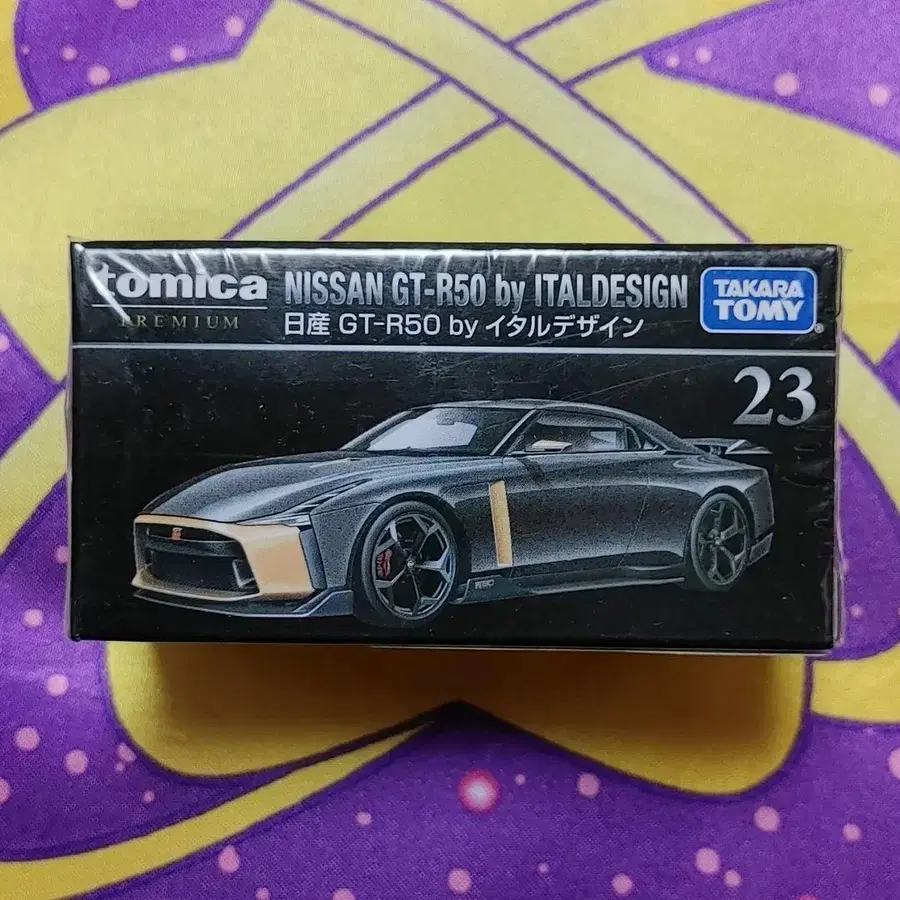 tomica
PREMIUM
NISSAN GT-R50 by ITALDESIGN
日産 GT-R50 by イタルデザイン
TAKARA
TOMY®
23